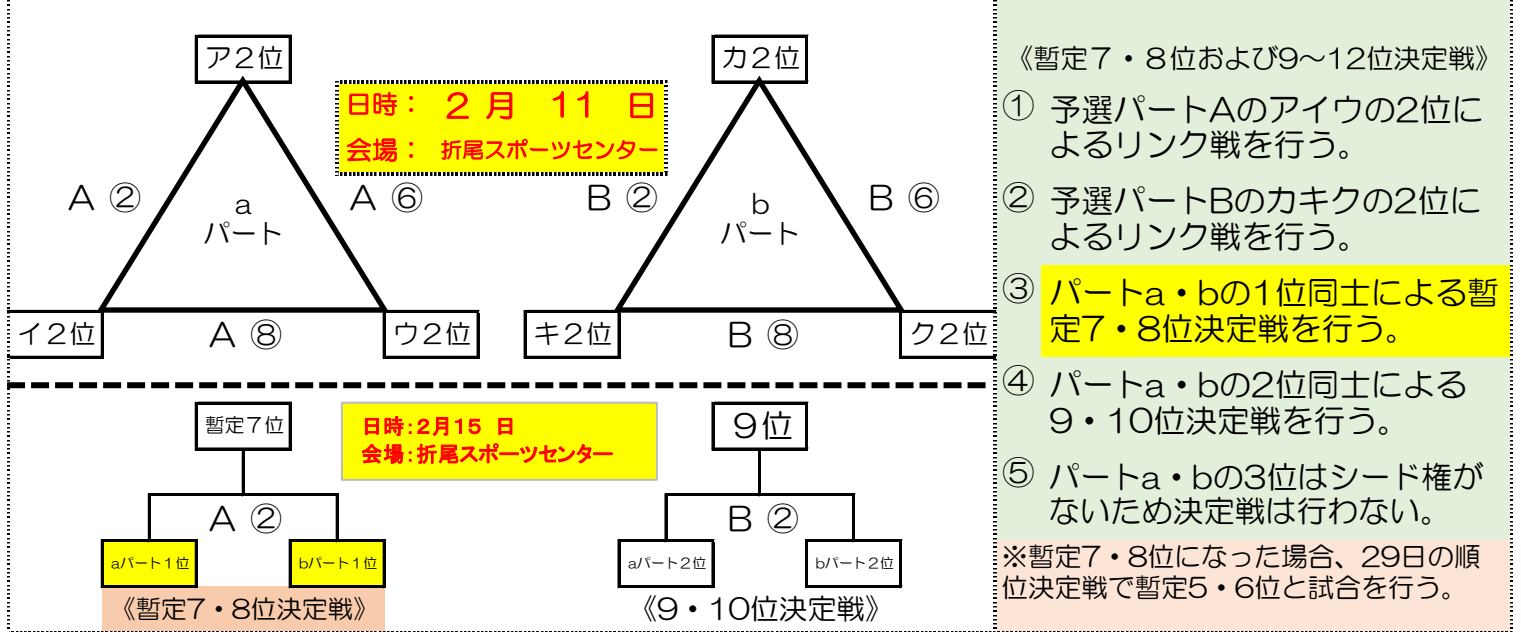 ア2位
カ2位
日時： 2 月 11 日
会場： 折尾スポーツセンター
A ②
a
パート
A ⑥
B ②
b
パート
B ⑥
イ2位
A ⑧
ウ2位
キ2位
B ⑧
ク2位
暫定7位
日時：2月15 日
会場：折尾スポーツセンター
9位
A ②
B ②
aパート1位
bパート1位
aパート2位
bパート2位
《暫定7・8位決定戦》
《9・10位決定戦》
《暫定7・8位および9～12位決定戦》
① 予選パートAのアイウの2位に
よるリンク戦を行う。
② 予選パートBのカキクの2位に
よるリンク戦を行う。
③ パートa・bの1位同士による暫
定7・8位決定戦を行う。
④ パートa・bの2位同士による
9・10位決定戦を行う。
⑤ パートa・bの3位はシード権が
ないため決定戦は行わない。
※暫定7・8位になった場合、29日の順
位決定戦で暫定5・6位と試合を行う。